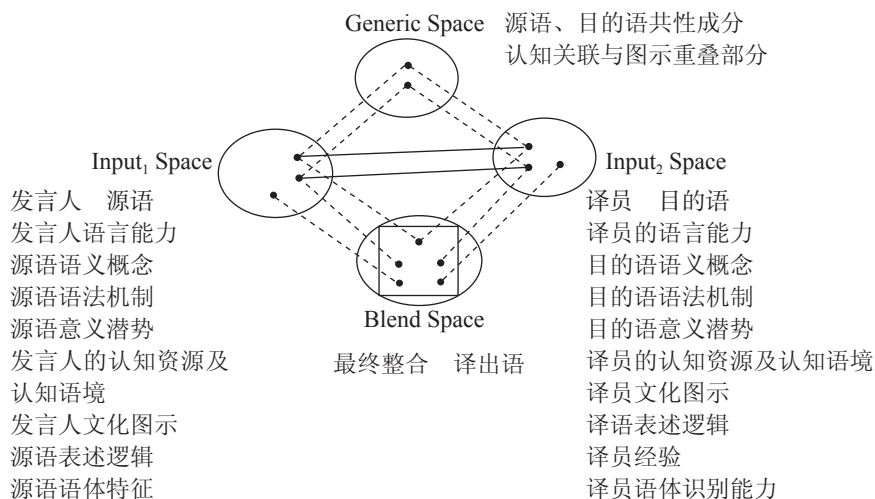 Generic Space 源语、目的语共性成分
认知关联与图示重叠部分
Input₁ Space
发言人 源语
发言人语言能力
源语语义概念
源语语法机制
源语意义潜势
发言人的认知资源及
认知语境
发言人文化图示
源语表述逻辑
源语语体特征
Input₂ Space
译员 目的语
译员的语言能力
目的语语义概念
目的语语法机制
目的语意义潜势
译员的认知资源及认知语境
译员文化图示
译语表述逻辑
译员经验
译员语体识别能力
Blend Space
最终整合 译出语